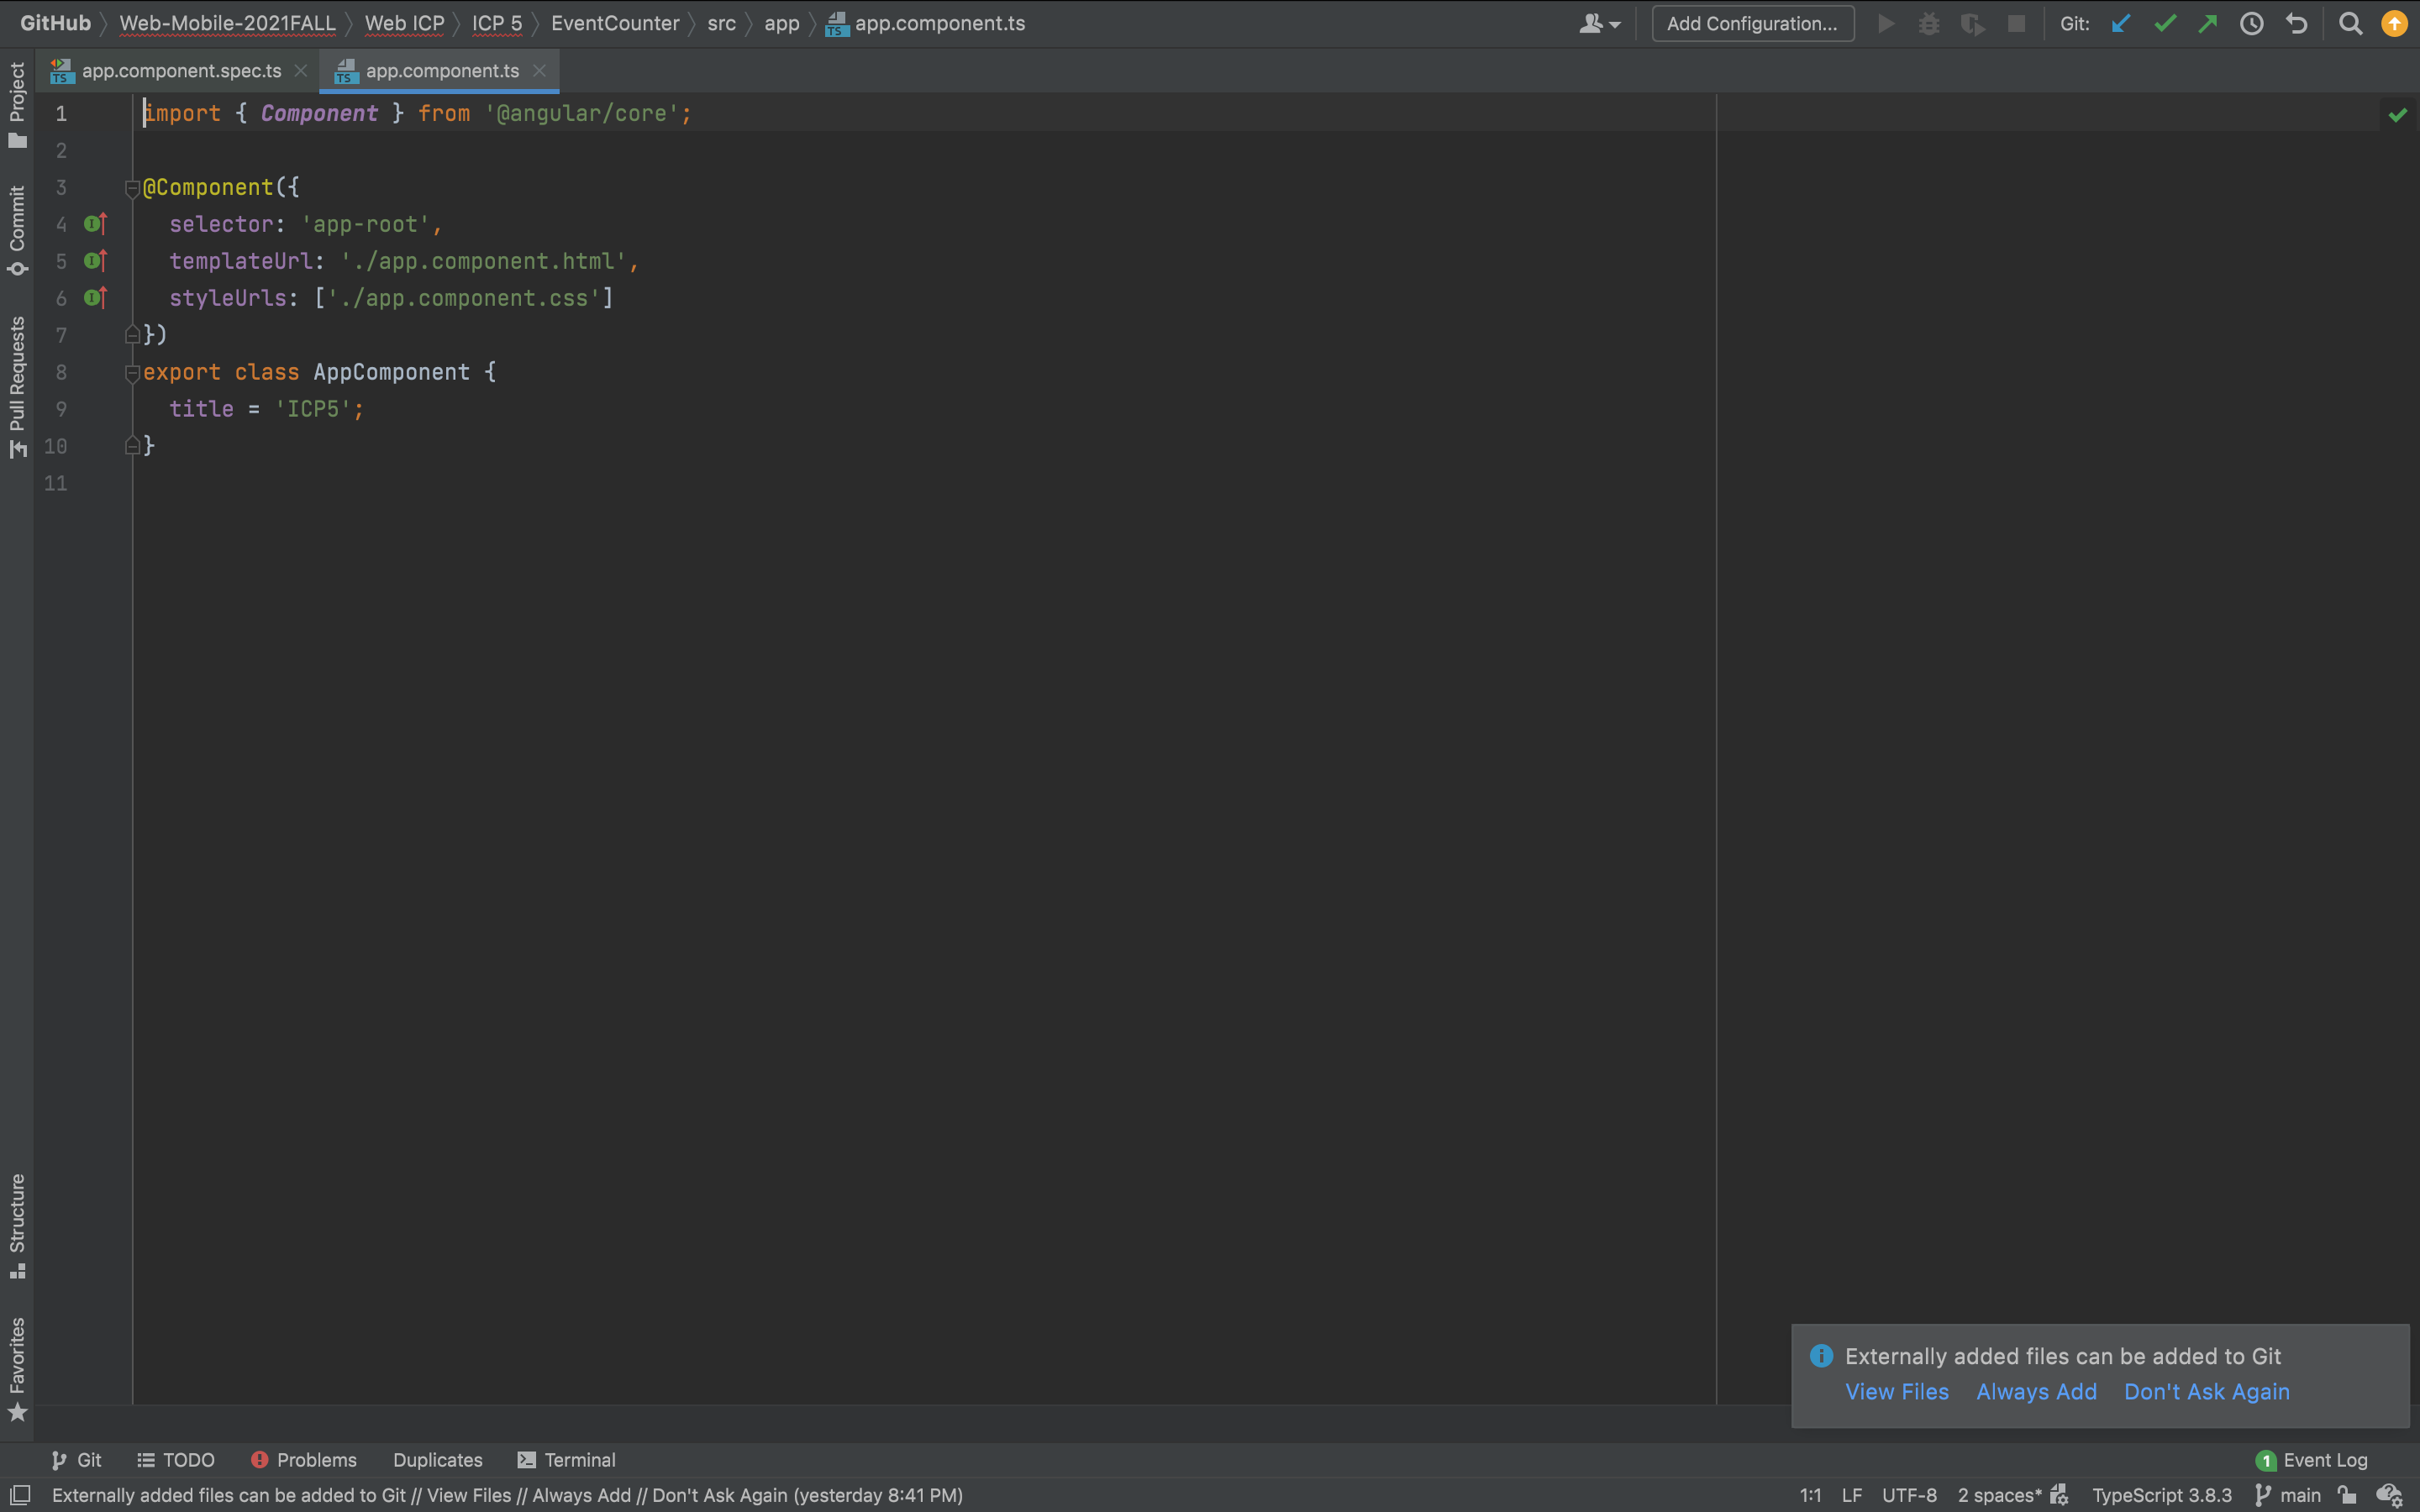 GitHub Web-Mobile-2021FALL Web ICP ICP 5 EventCounter src app app.component.ts Add Configuration... Git:
app.component.spec.ts app.component.ts
Project
Commit
Pull Requests
Structure
Favorites
1 import { Component } from '@angular/core';
2
3 @Component({
4 selector: 'app-root',
5 templateUrl: './app.component.html',
6 styleUrls: ['./app.component.css']
7 })
8 export class AppComponent {
9 title = 'ICP5';
10 }
11
Externally added files can be added to Git
View Files Always Add Don't Ask Again
Git TODO Problems Duplicates Terminal 1 Event Log
Externally added files can be added to Git // View Files // Always Add // Don't Ask Again (yesterday 8:41 PM) 1:1 LF UTF-8 2 spaces* TypeScript 3.8.3 main